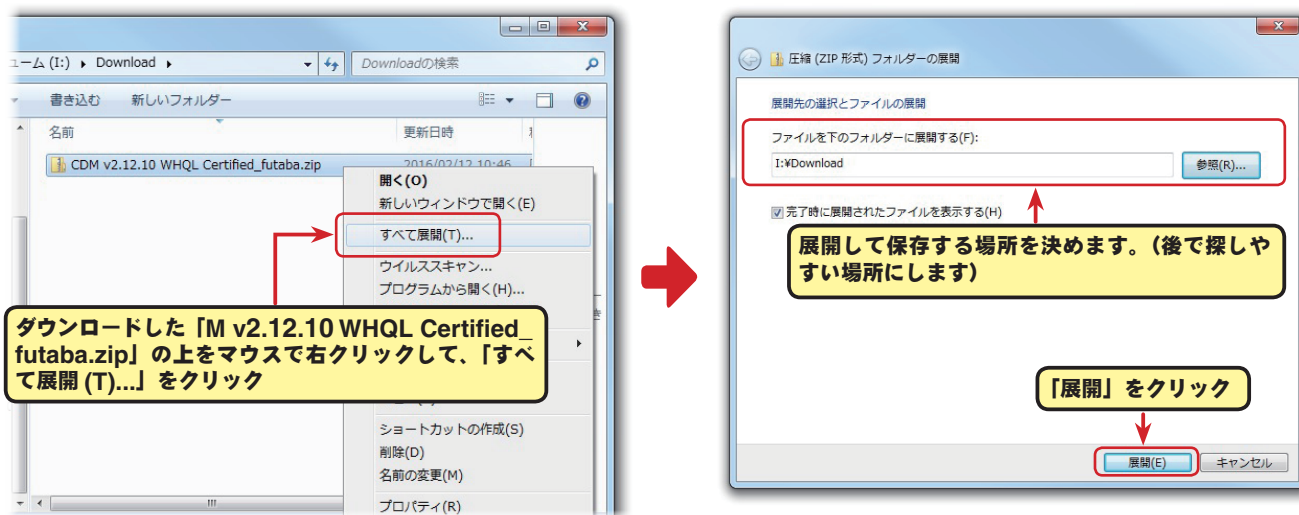 ューム (I:) ▸ Download ▸
Downloadの検索
書き込む 新しいフォルダー
名前 更新日時
CDM v2.12.10 WHQL Certified_futaba.zip 2016/02/12 10:46
開く(O)
新しいウィンドウで開く(E)
すべて展開(T)...
ウイルススキャン...
プログラムから開く(H)...
ダウンロードした「M v2.12.10 WHQL Certified_
futaba.zip」の上をマウスで右クリックして、「すべ
て展開 (T)...」をクリック
ショートカットの作成(S)
削除(D)
名前の変更(M)
プロパティ(R)
圧縮 (ZIP 形式) フォルダーの展開
展開先の選択とファイルの展開
ファイルを下のフォルダーに展開する(F):
I:¥Download
参照(R)...
完了時に展開されたファイルを表示する(H)
展開して保存する場所を決めます。（後で探しや
すい場所にします）
「展開」をクリック
展開(E) キャンセル